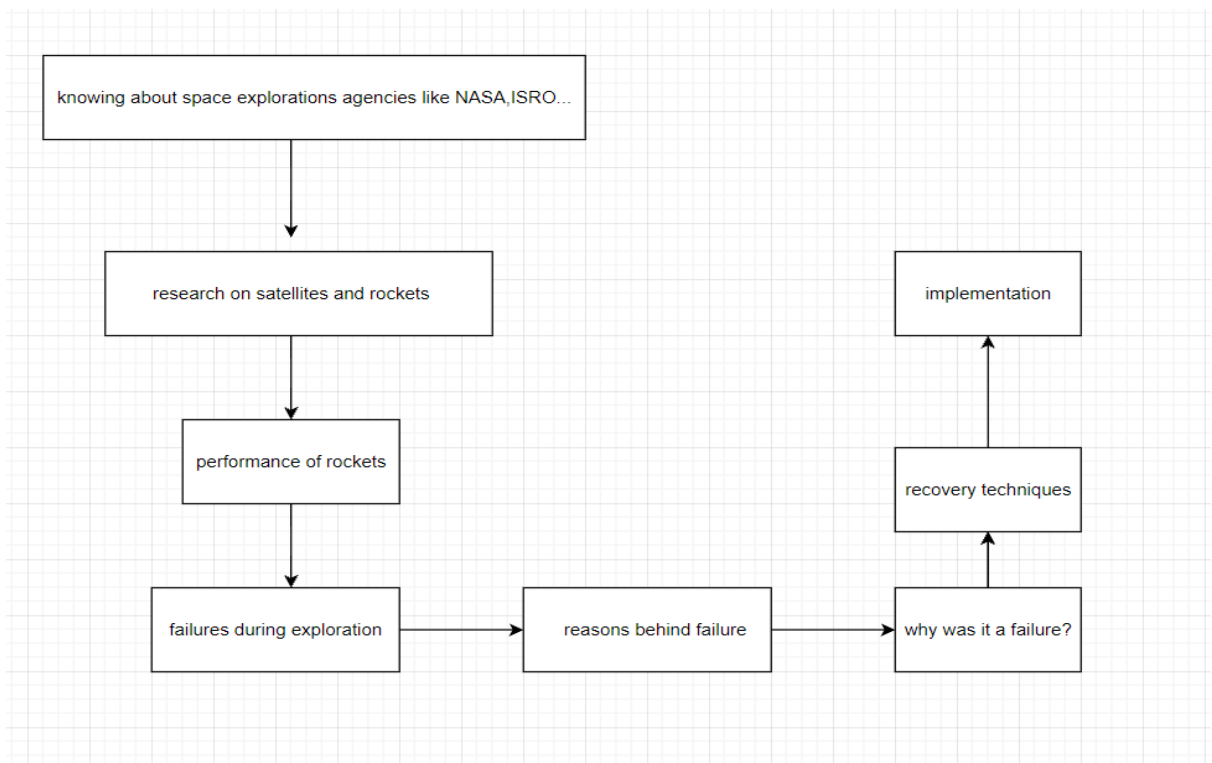 knowing about space explorations agencies like NASA,ISRO...
research on satellites and rockets
performance of rockets
failures during exploration
reasons behind failure
why was it a failure?
recovery techniques
implementation